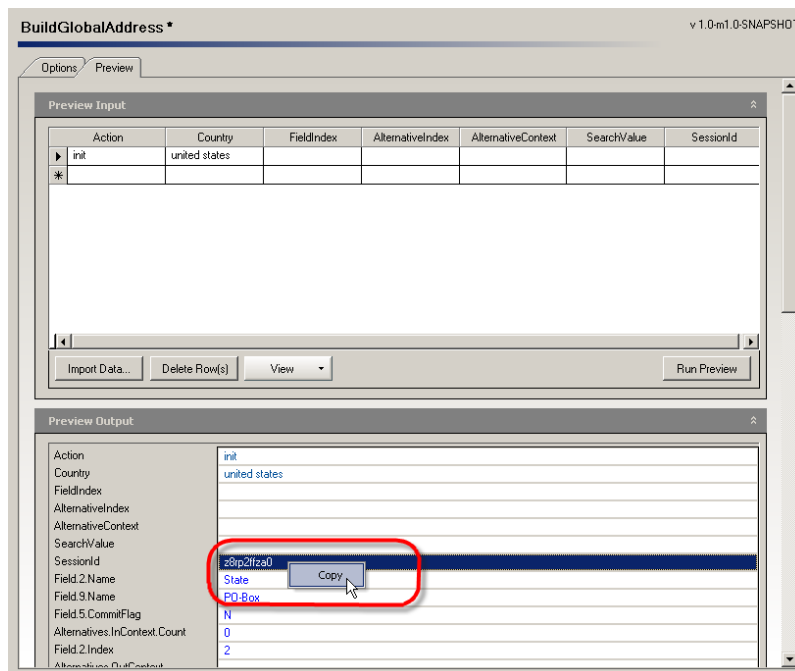 BuildGlobalAddress *
v 1.0-m1.0-SNAPSHOT
Options
Preview
Preview Input
Action Country FieldIndex AlternativeIndex AlternativeContext SearchValue SessionId
init united states
Import Data... Delete Row(s) View Run Preview
Preview Output
Action init
Country united states
FieldIndex
AlternativeIndex
AlternativeContext
SearchValue
SessionId z8rp2ffza0
Copy
Field.2.Name State
Field.9.Name PO-Box
Field.5.CommitFlag N
Alternatives.InContext.Count 0
Field.2.Index 2
Alternatives.OutContext